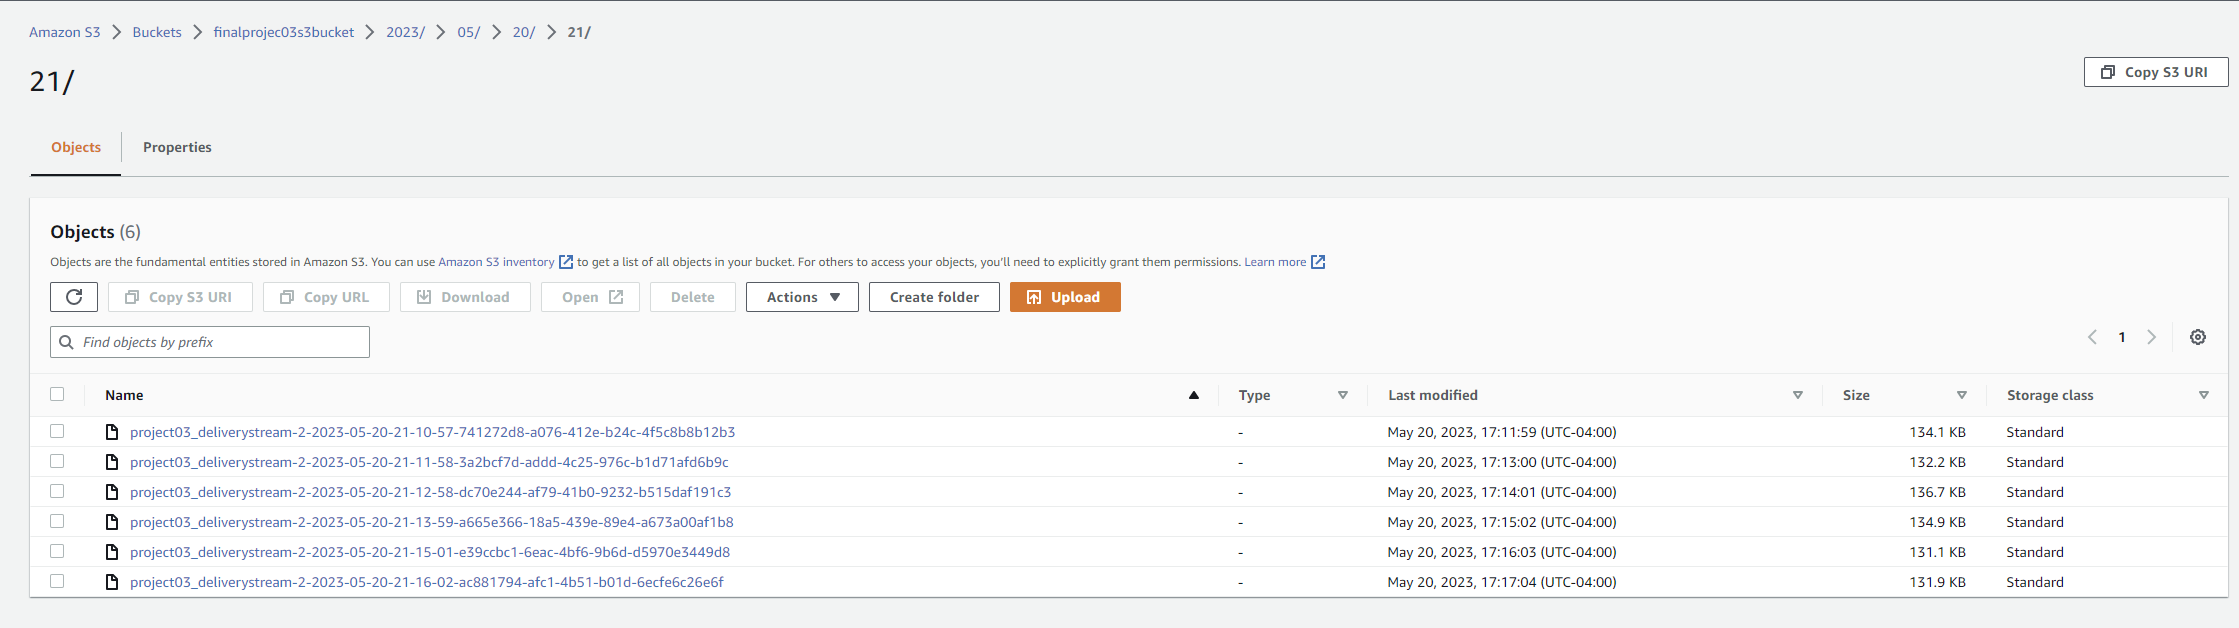 Amazon S3 > Buckets > finalprojec03s3bucket > 2023/ > 05/ > 20/ > 21/
21/
Copy S3 URI
Objects Properties
Objects (6)
Objects are the fundamental entities stored in Amazon S3. You can use Amazon S3 inventory to get a list of all objects in your bucket. For others to access your objects, you'll need to explicitly grant them permissions. Learn more
Copy S3 URI Copy URL Download Open Delete Actions Create folder Upload
Find objects by prefix
1
Name Type Last modified Size Storage class
project03_deliverystream-2-2023-05-20-21-10-57-741272d8-a076-412e-b24c-4f5c8b8b12b3 - May 20, 2023, 17:11:59 (UTC-04:00) 134.1 KB Standard
project03_deliverystream-2-2023-05-20-21-11-58-3a2bcf7d-addd-4c25-976c-b1d71afd6b9c - May 20, 2023, 17:13:00 (UTC-04:00) 132.2 KB Standard
project03_deliverystream-2-2023-05-20-21-12-58-dc70e244-af79-41b0-9232-b515daf191c3 - May 20, 2023, 17:14:01 (UTC-04:00) 136.7 KB Standard
project03_deliverystream-2-2023-05-20-21-13-59-a665e366-18a5-439e-89e4-a673a00af1b8 - May 20, 2023, 17:15:02 (UTC-04:00) 134.9 KB Standard
project03_deliverystream-2-2023-05-20-21-15-01-e39ccbc1-6eac-4bf6-9b6d-d5970e3449d8 - May 20, 2023, 17:16:03 (UTC-04:00) 131.1 KB Standard
project03_deliverystream-2-2023-05-20-21-16-02-ac881794-afc1-4b51-b01d-6ecfe6c26e6f - May 20, 2023, 17:17:04 (UTC-04:00) 131.9 KB Standard